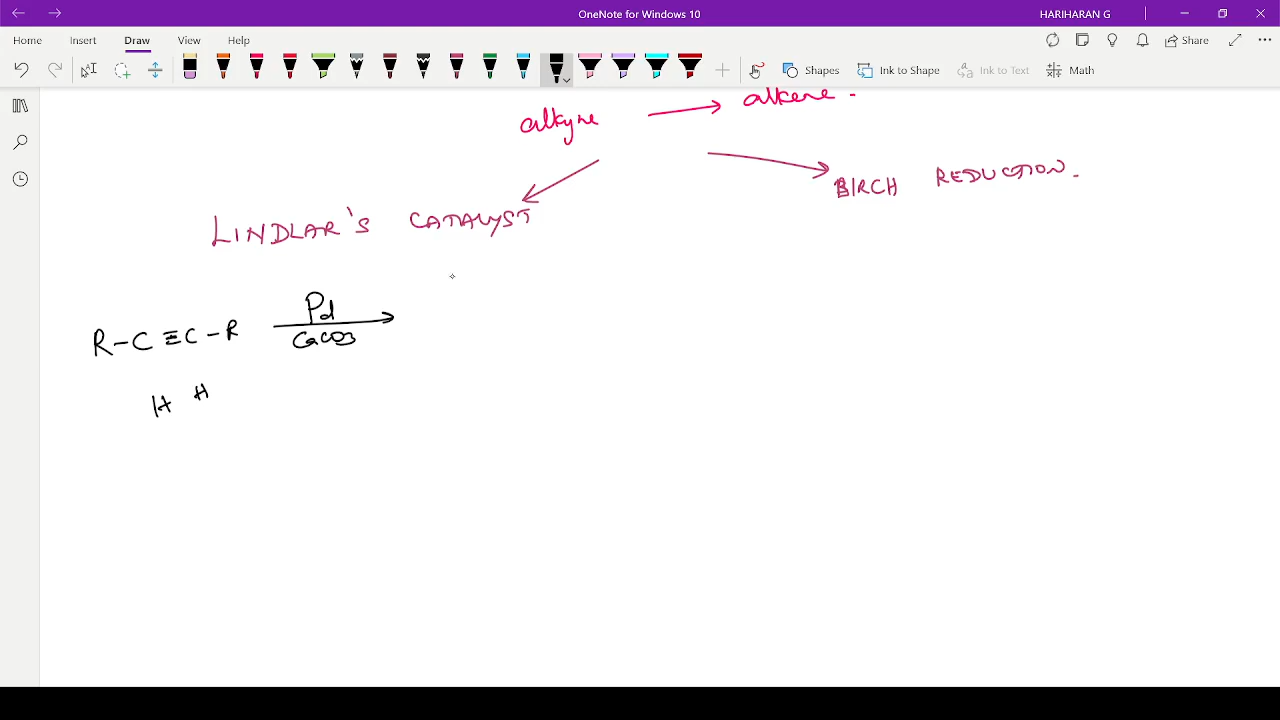 OneNote for Windows 10
HARIHARAN G
Home Insert Draw View Help
Share
Shapes Ink to Shape Ink to Text Math
alkyne → alkene.
BIRCH REDUCTION.
LINDLAR'S CATALYST
Pd
R-C≡C-R
CaCO3
H H